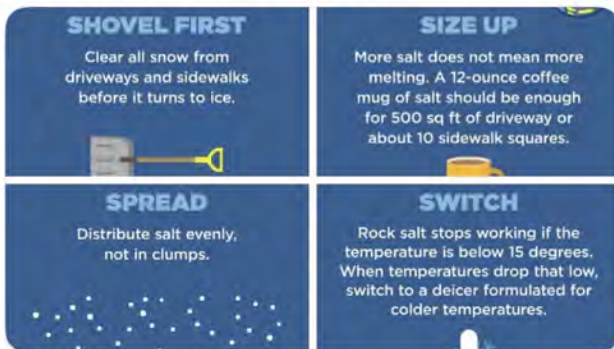 SHOVEL FIRST
Clear all snow from
driveways and sidewalks
before it turns to ice.
SIZE UP
More salt does not mean more
melting. A 12-ounce coffee
mug of salt should be enough
for 500 sq ft of driveway or
about 10 sidewalk squares.
SPREAD
Distribute salt evenly,
not in clumps.
SWITCH
Rock salt stops working if the
temperature is below 15 degrees.
When temperatures drop that low,
switch to a deicer formulated for
colder temperatures.